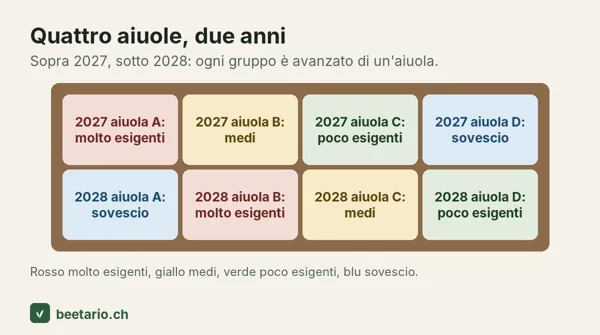 Quattro aiuole, due anni
Sopra 2027, sotto 2028: ogni gruppo è avanzato di un'aiuola.
2027 aiuola A:
molto esigenti
2027 aiuola B:
medi
2027 aiuola C:
poco esigenti
2027 aiuola D:
sovescio
2028 aiuola A:
sovescio
2028 aiuola B:
molto esigenti
2028 aiuola C:
medi
2028 aiuola D:
poco esigenti
Rosso molto esigenti, giallo medi, verde poco esigenti, blu sovescio.
beetario.ch